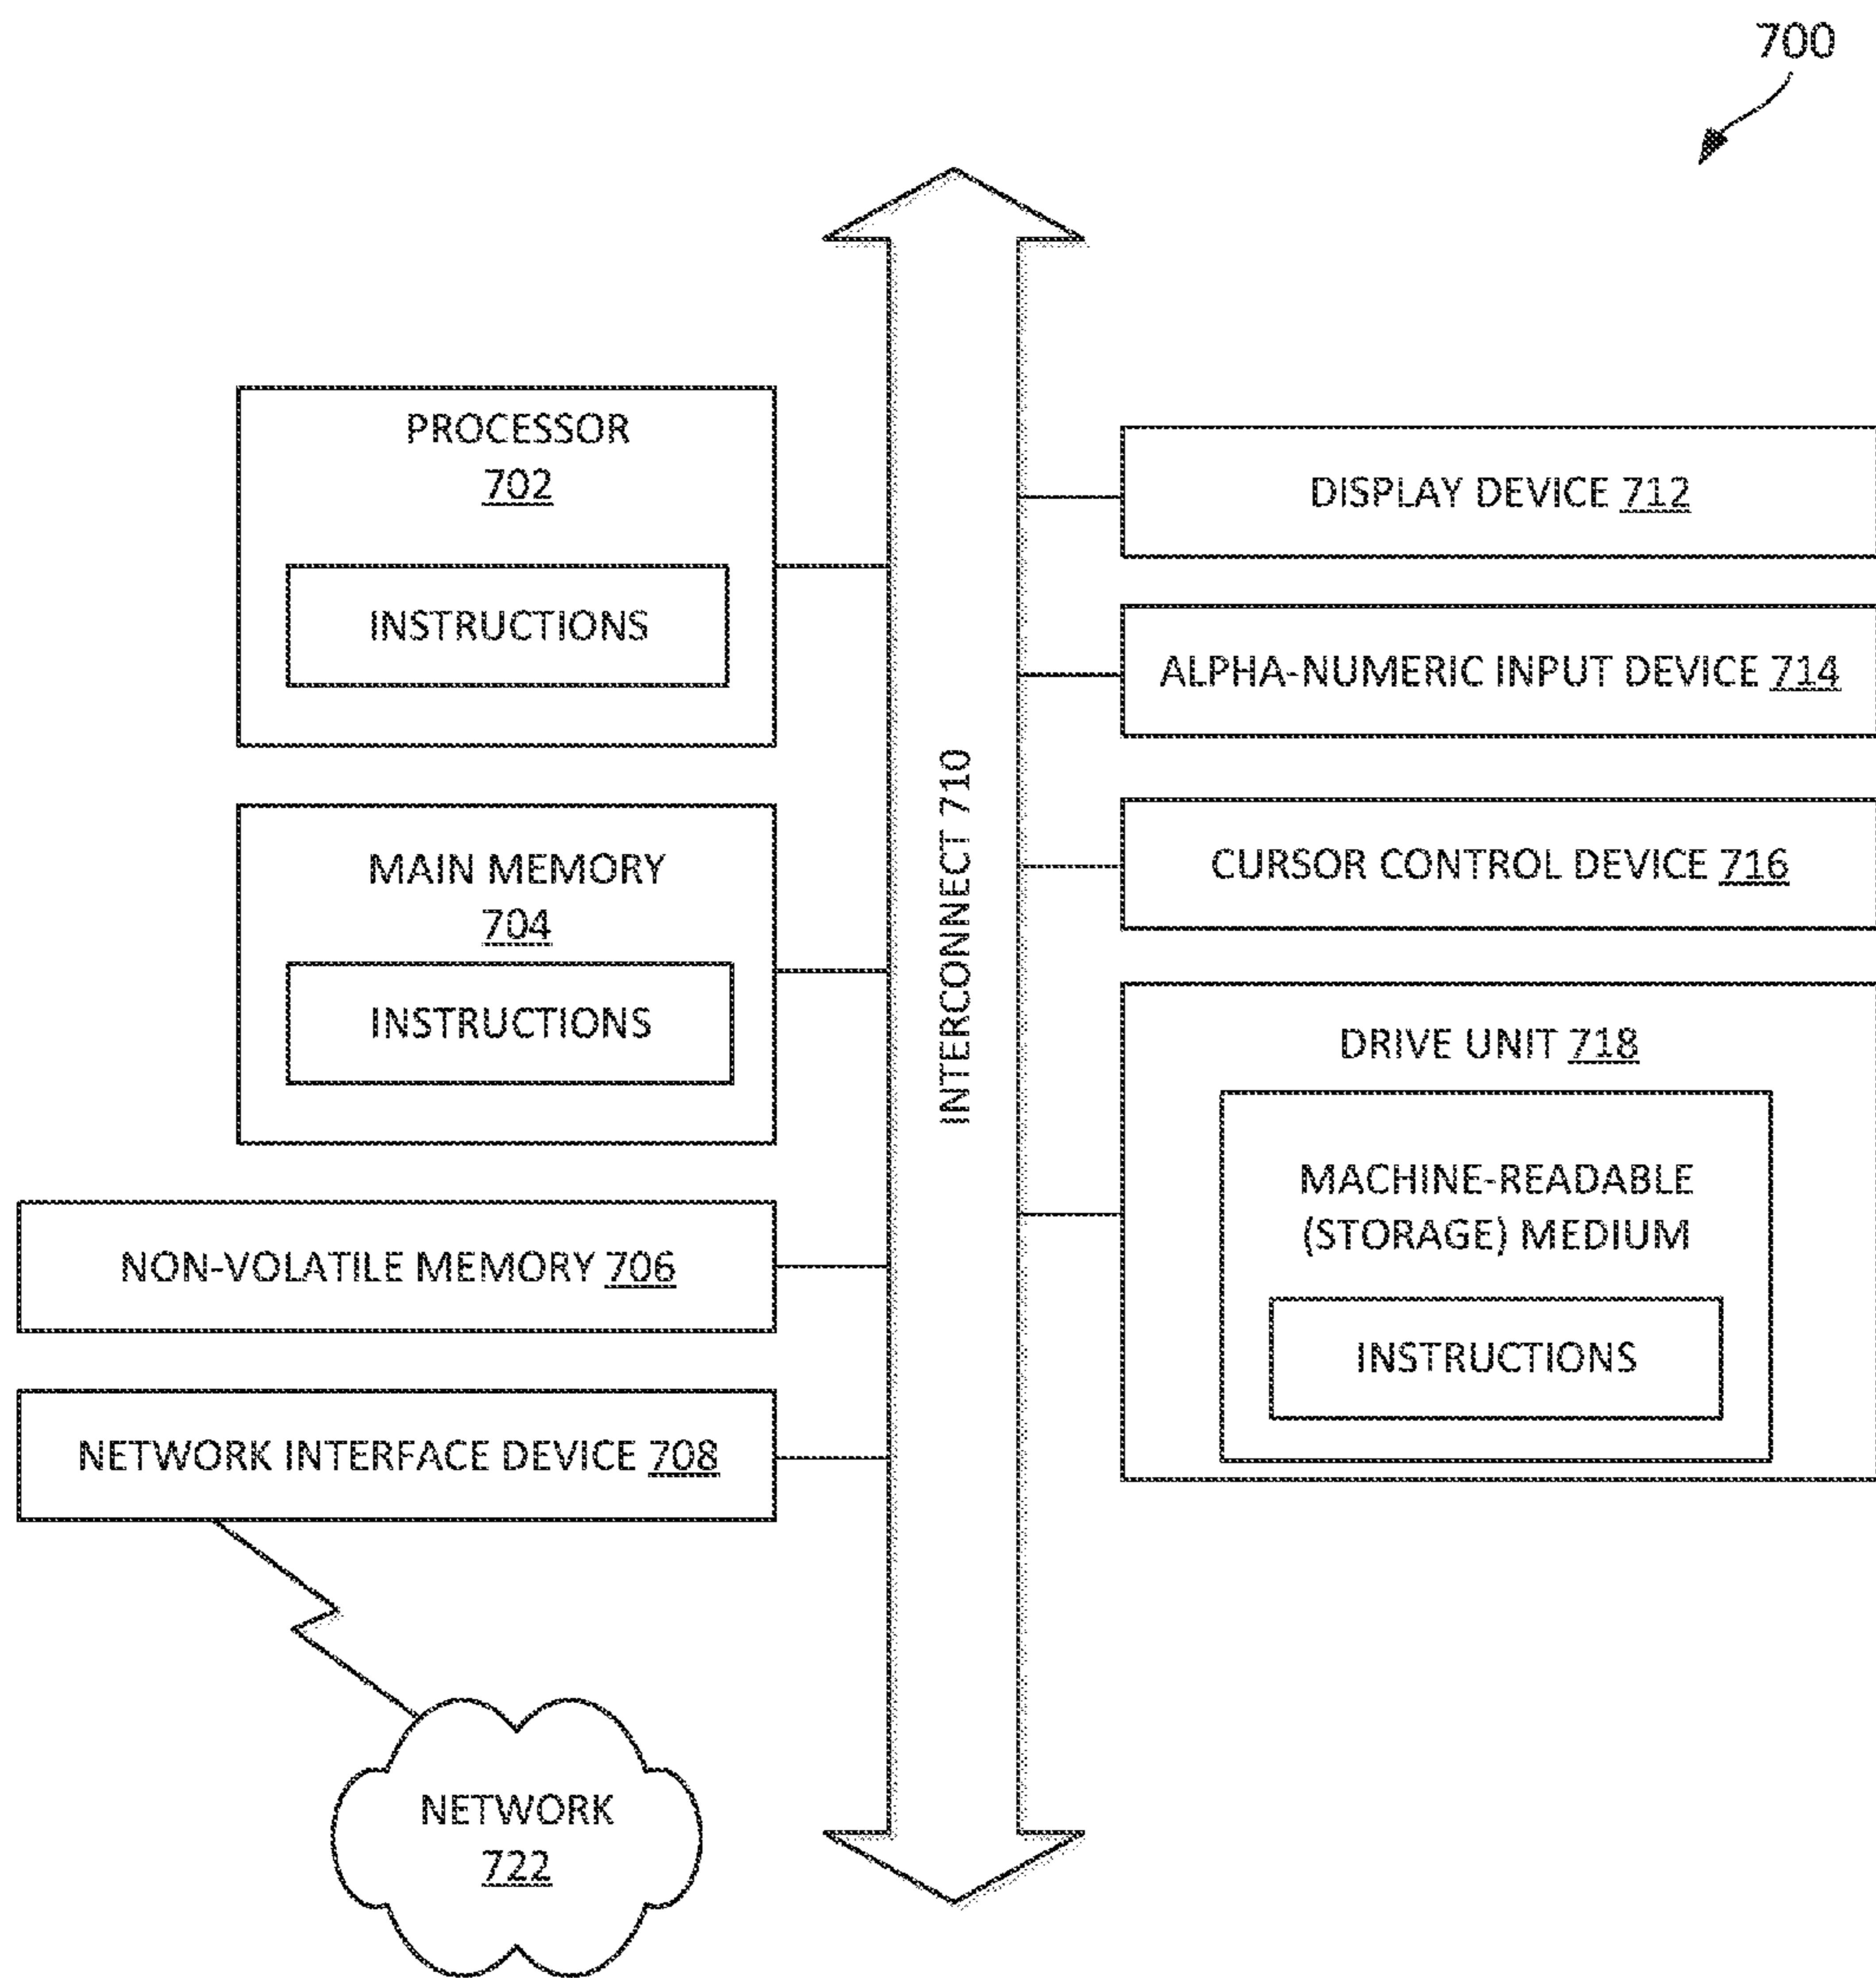 700
PROCESSOR
702
INSTRUCTIONS
MAIN MEMORY
704
INSTRUCTIONS
NON-VOLATILE MEMORY 706
NETWORK INTERFACE DEVICE 708
NETWORK
722
INTERCONNECT 710
DISPLAY DEVICE 712
ALPHA-NUMERIC INPUT DEVICE 714
CURSOR CONTROL DEVICE 716
DRIVE UNIT 718
MACHINE-READABLE
(STORAGE) MEDIUM
INSTRUCTIONS